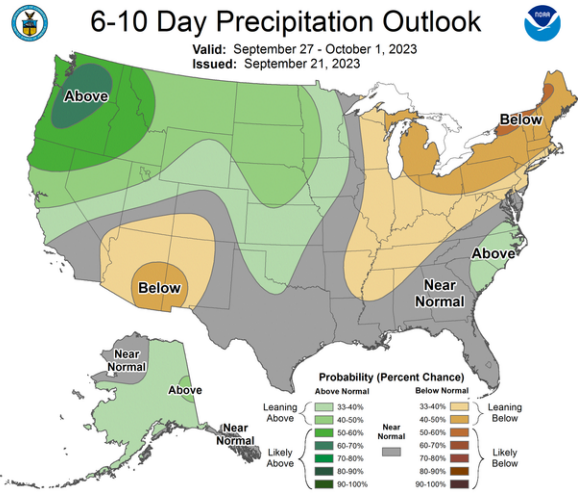 6-10 Day Precipitation Outlook
NOAA
Valid: September 27 - October 1, 2023
Issued: September 21, 2023
Above
Below
Above
Near
Normal
Below
Near
Normal
Above
Near
Normal
Probability (Percent Chance)
Above Normal
Below Normal
Leaning
Above
33-40%
40-50%
Likely
Above
50-60%
60-70%
70-80%
80-90%
90-100%
Near
Normal
33-40%
40-50%
Leaning
Below
50-60%
60-70%
70-80%
80-90%
90-100%
Likely
Below